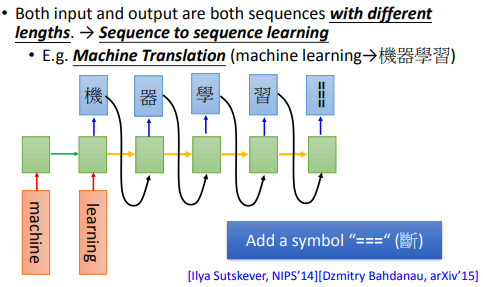 • Both input and output are both sequences with different
lengths. → Sequence to sequence learning
• E.g. Machine Translation (machine learning→機器學習)
機 器 學 習 ===
machine
learning
Add a symbol “===“ (斷)
[Ilya Sutskever, NIPS’14][Dzmitry Bahdanau, arXiv’15]